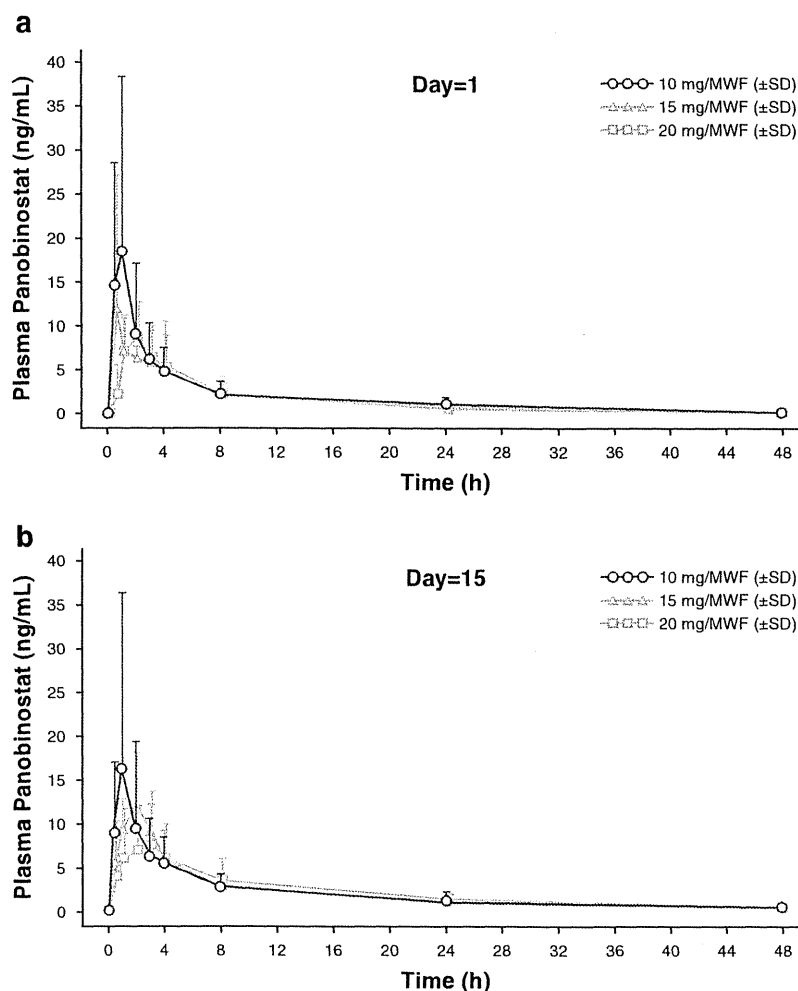 a
Day=1
10 mg/MWF (±SD)
15 mg/MWF (±SD)
20 mg/MWF (±SD)
Plasma Panobinostat (ng/mL)
40
35
30
25
20
15
10
5
0
0 4 8 12 16 20 24 28 32 36 40 44 48
Time (h)
b
Day=15
10 mg/MWF (±SD)
15 mg/MWF (±SD)
20 mg/MWF (±SD)
Plasma Panobinostat (ng/mL)
40
35
30
25
20
15
10
5
0
0 4 8 12 16 20 24 28 32 36 40 44 48
Time (h)